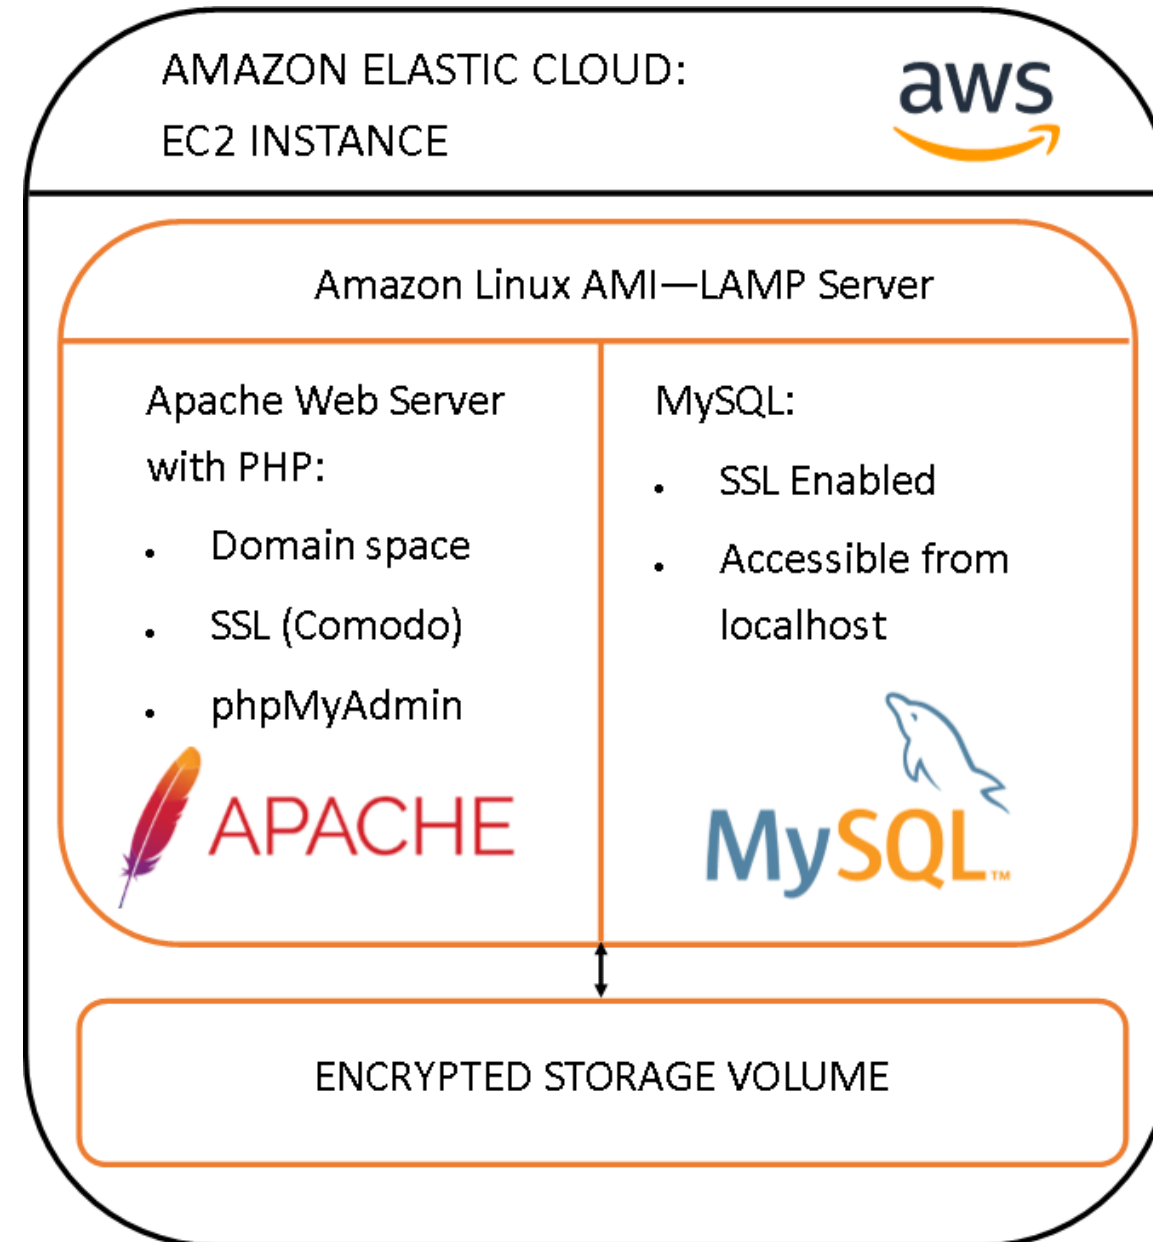 AMAZON ELASTIC CLOUD:
EC2 INSTANCE
aws
Amazon Linux AMI—LAMP Server
Apache Web Server
with PHP:
• Domain space
• SSL (Comodo)
• phpMyAdmin
APACHE
MySQL:
• SSL Enabled
• Accessible from
localhost
MySQL™
ENCRYPTED STORAGE VOLUME